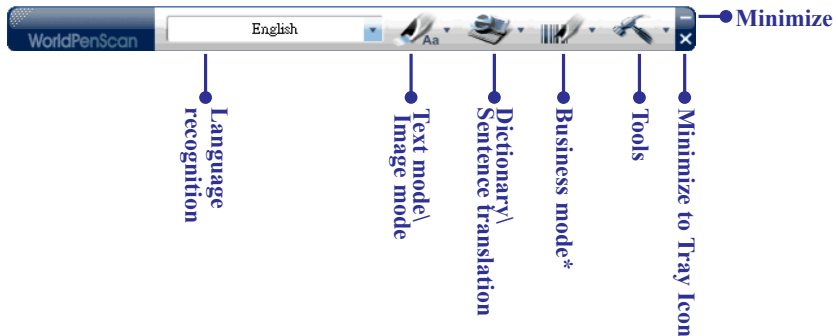 WorldPenScan
English
Aa
Minimize
Language
recognition
Text mode\
Image mode
Dictionary\
Sentence translation
Business mode*
Tools
Minimize to Tray Icon